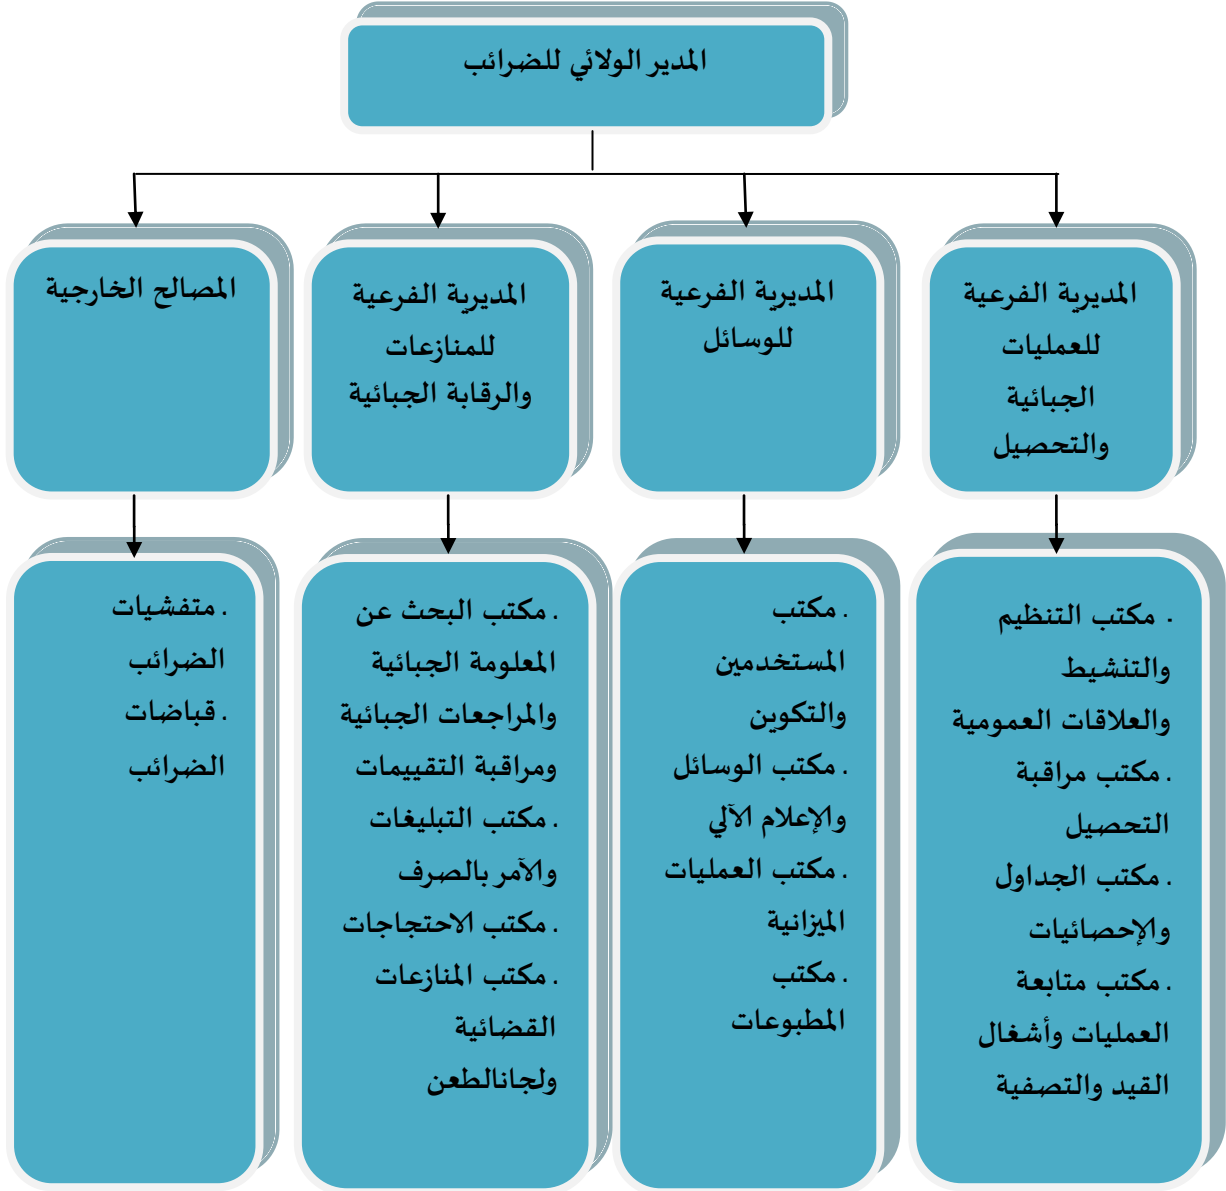 المدير الولائي للضرائب
المديرية الفرعية
للعمليات
الجبائية
والتحصيل
المديرية الفرعية
للوسائل
المديرية الفرعية
للمنازعات
والرقابة الجبائية
المصالح الخارجية
. مكتب التنظيم
والتنشيط
والعلاقات العمومية
. مكتب مراقبة
التحصيل
. مكتب الجداول
والإحصائيات
. مكتب متابعة
العمليات وأشغال
القيد والتصفية
. مكتب
المستخدمين
والتكوين
. مكتب الوسائل
والإعلام الآلي
. مكتب العمليات
الميزانية
. مكتب
المطبوعات
. مكتب البحث عن
المعلومة الجبائية
والمراجعات الجبائية
ومراقبة التقييمات
. مكتب التبليغات
والآمر بالصرف
. مكتب الاحتجاجات
. مكتب المنازعات
القضائية
ولجانالطعن
. متفشيات
الضرائب
. قباضات
الضرائب